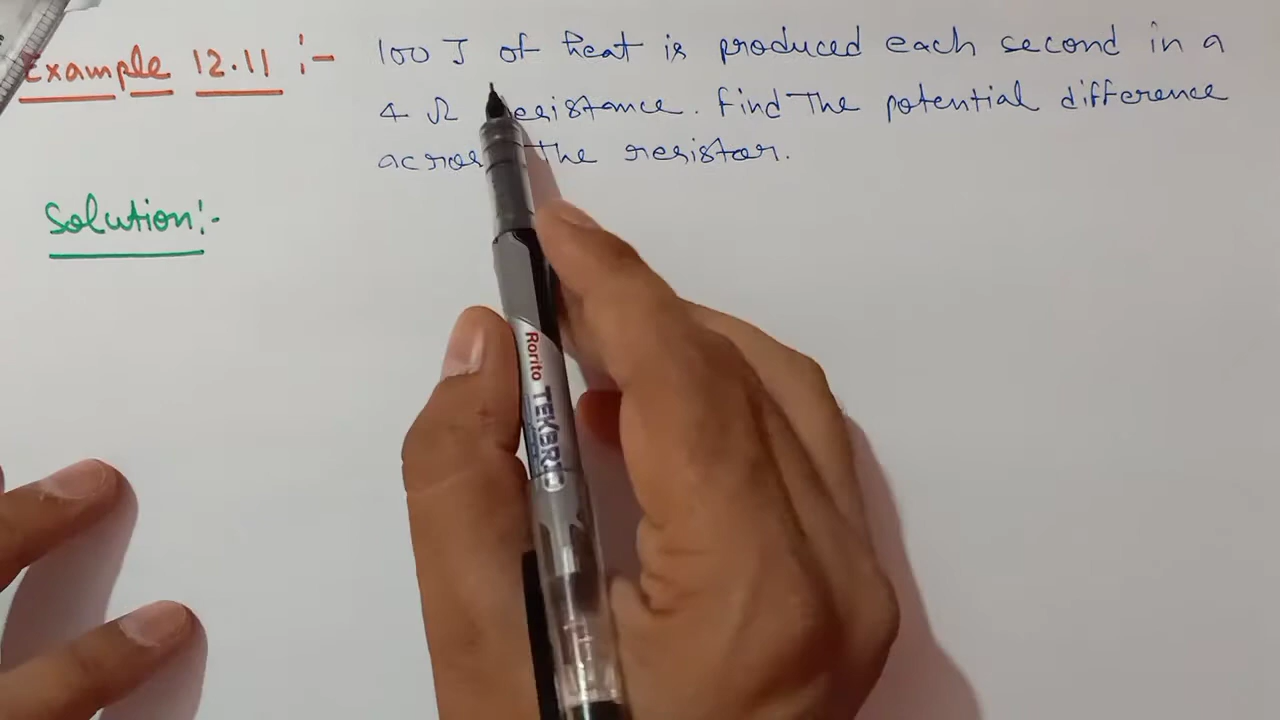 Example 12.11 :- 100 J of heat is produced each second in a
4 Ω resistance. Find The potential difference
across The resistor.
Solution:-
Rorito